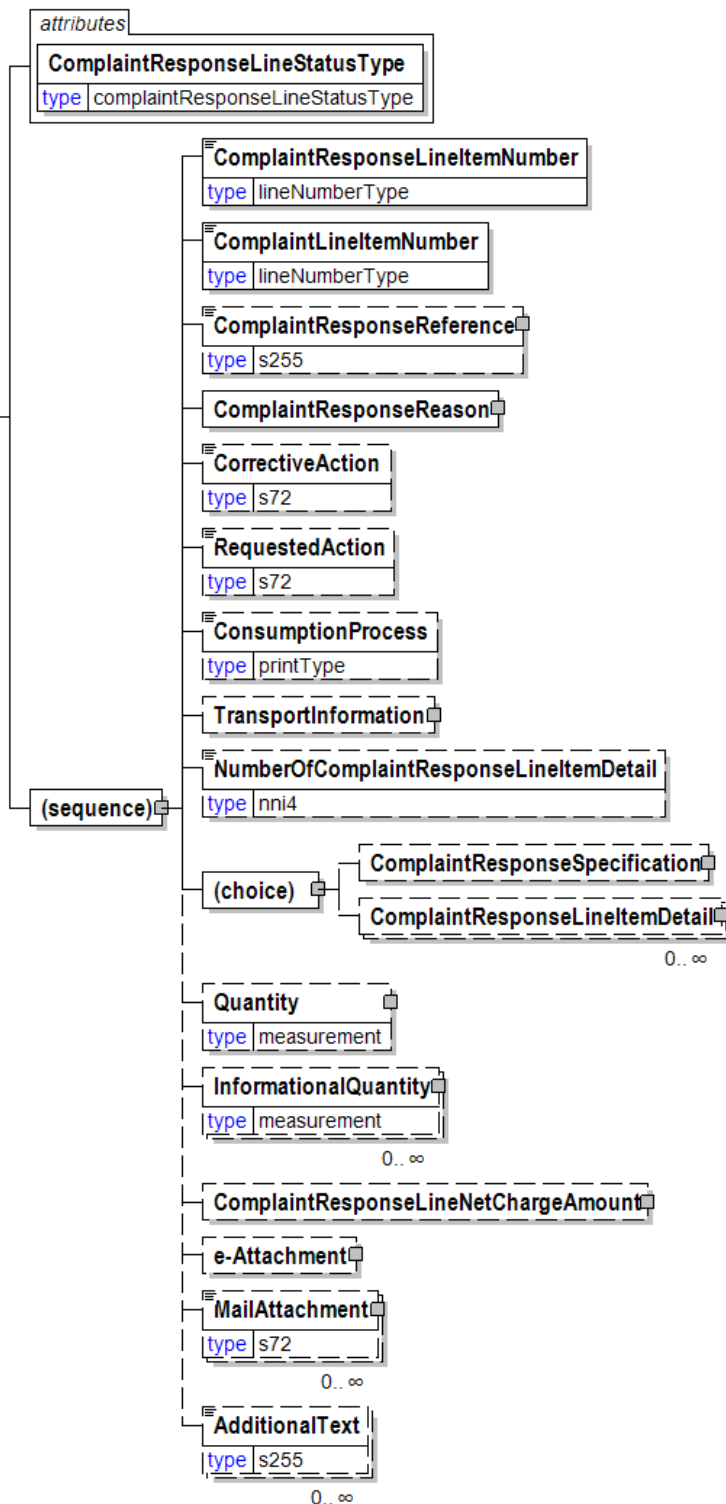 attributes
ComplaintResponseLineStatusType
type complaintResponseLineStatusType
ComplaintResponseLineItemNumber
type lineNumberType
ComplaintLineItemNumber
type lineNumberType
ComplaintResponseReference
type s255
ComplaintResponseReason
CorrectiveAction
type s72
RequestedAction
type s72
ConsumptionProcess
type printType
TransportInformation
NumberOfComplaintResponseLineItemDetail
type nni4
(sequence)
(choice)
ComplaintResponseSpecification
ComplaintResponseLineItemDetail
0.. ∞
Quantity
type measurement
InformationalQuantity
type measurement
0.. ∞
ComplaintResponseLineNetChargeAmount
e-Attachment
MailAttachment
type s72
0.. ∞
AdditionalText
type s255
0.. ∞